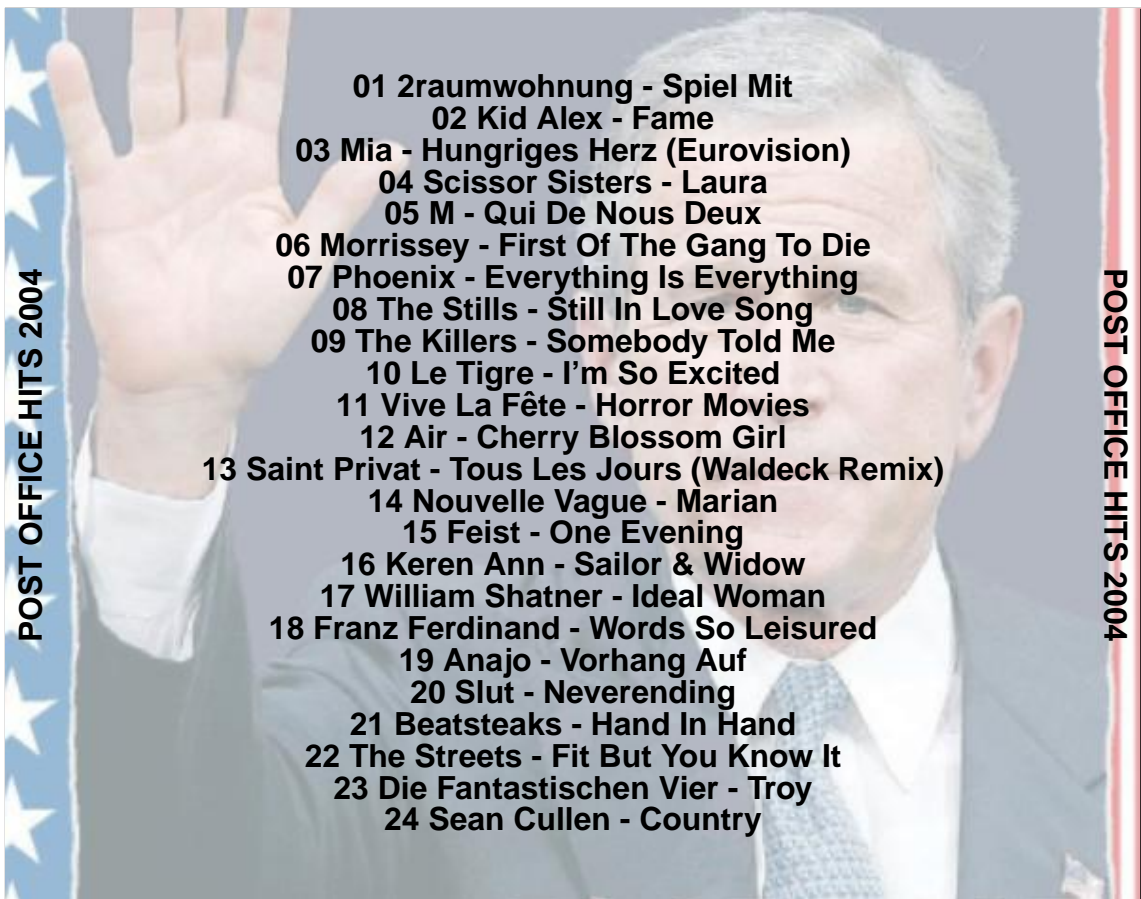 POST OFFICE HITS 2004
01 2raumwohnung - Spiel Mit
02 Kid Alex - Fame
03 Mia - Hungriges Herz (Eurovision)
04 Scissor Sisters - Laura
05 M - Qui De Nous Deux
06 Morrissey - First Of The Gang To Die
07 Phoenix - Everything Is Everything
08 The Stills - Still In Love Song
09 The Killers - Somebody Told Me
10 Le Tigre - I’m So Excited
11 Vive La Fête - Horror Movies
12 Air - Cherry Blossom Girl
13 Saint Privat - Tous Les Jours (Waldeck Remix)
14 Nouvelle Vague - Marian
15 Feist - One Evening
16 Keren Ann - Sailor & Widow
17 William Shatner - Ideal Woman
18 Franz Ferdinand - Words So Leisured
19 Anajo - Vorhang Auf
20 Slut - Neverending
21 Beatsteaks - Hand In Hand
22 The Streets - Fit But You Know It
23 Die Fantastischen Vier - Troy
24 Sean Cullen - Country
POST OFFICE HITS 2004